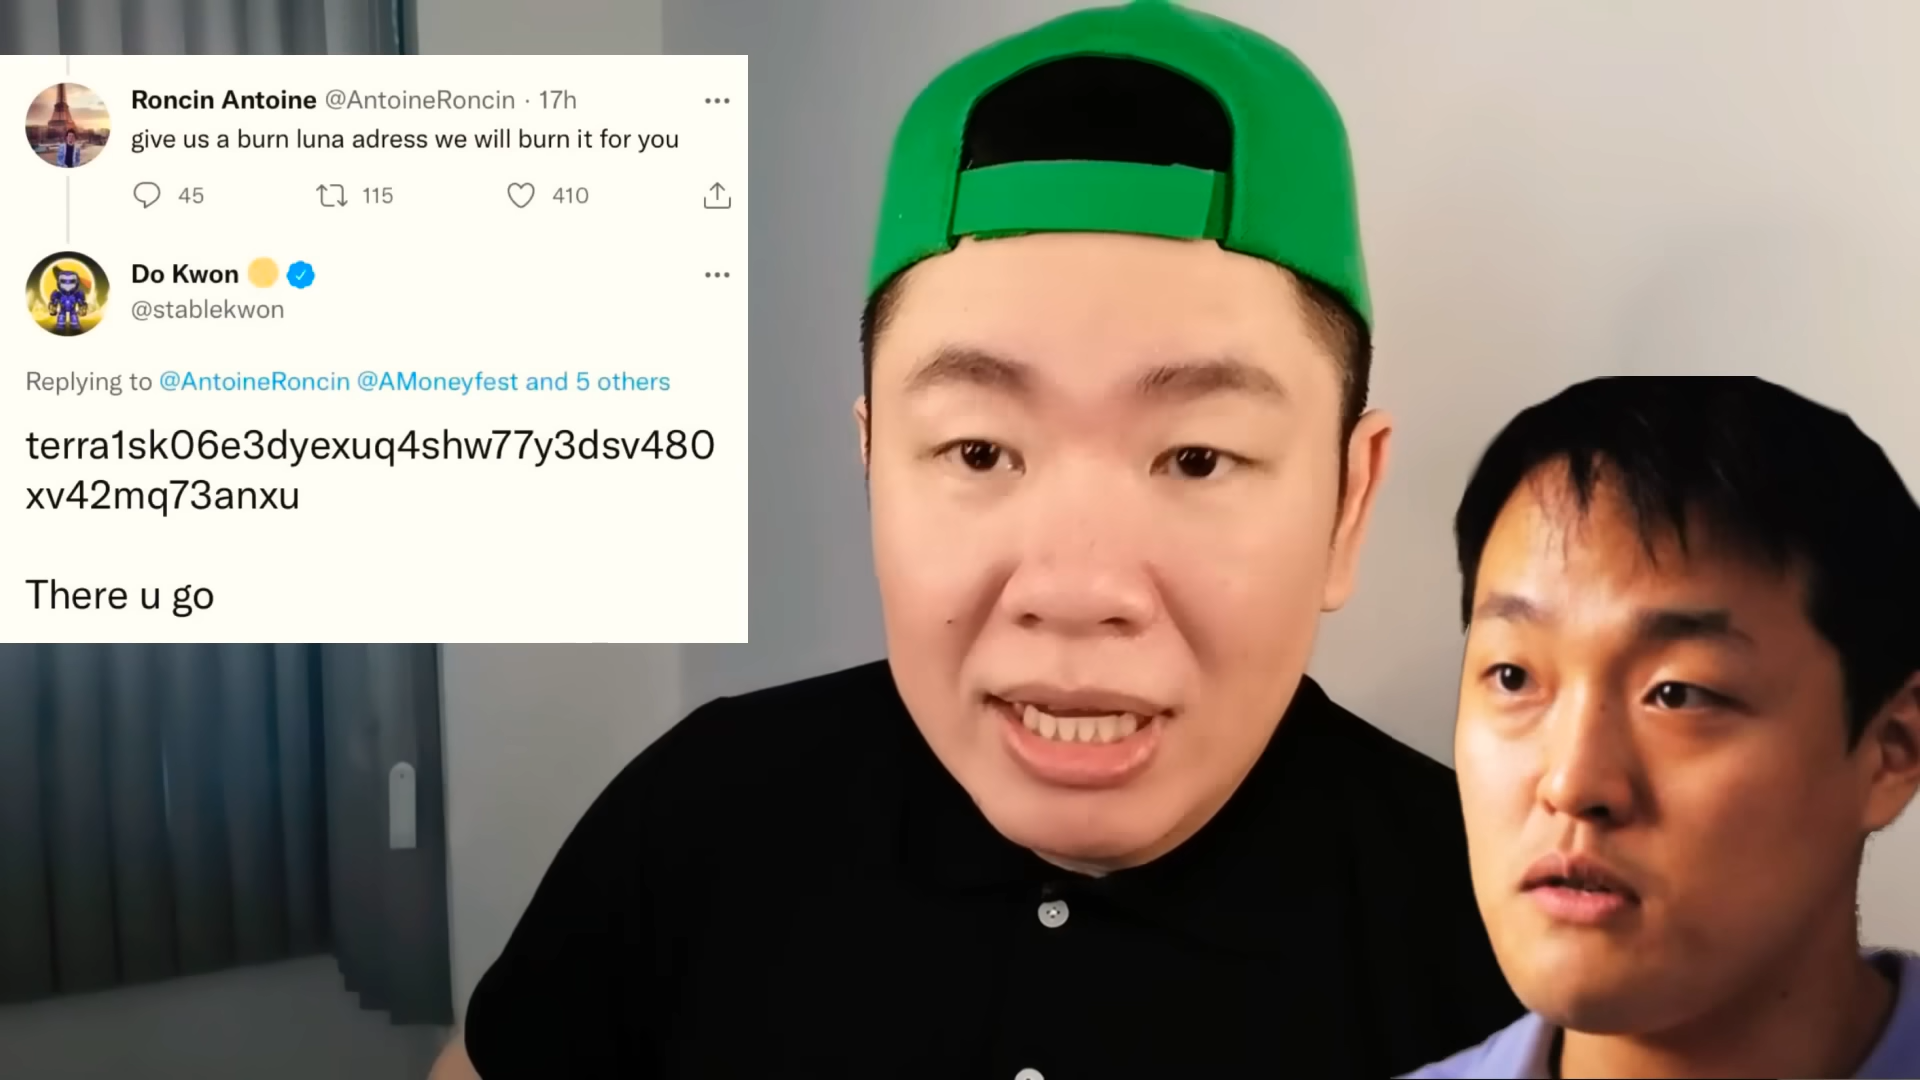 Roncin Antoine @AntoineRoncin · 17h
give us a burn luna adress we will burn it for you
45 115 410
Do Kwon
@stablekwon
Replying to @AntoineRoncin @AMoneyfest and 5 others
terra1sk06e3dyexuq4shw77y3dsv480
xv42mq73anxu
There u go